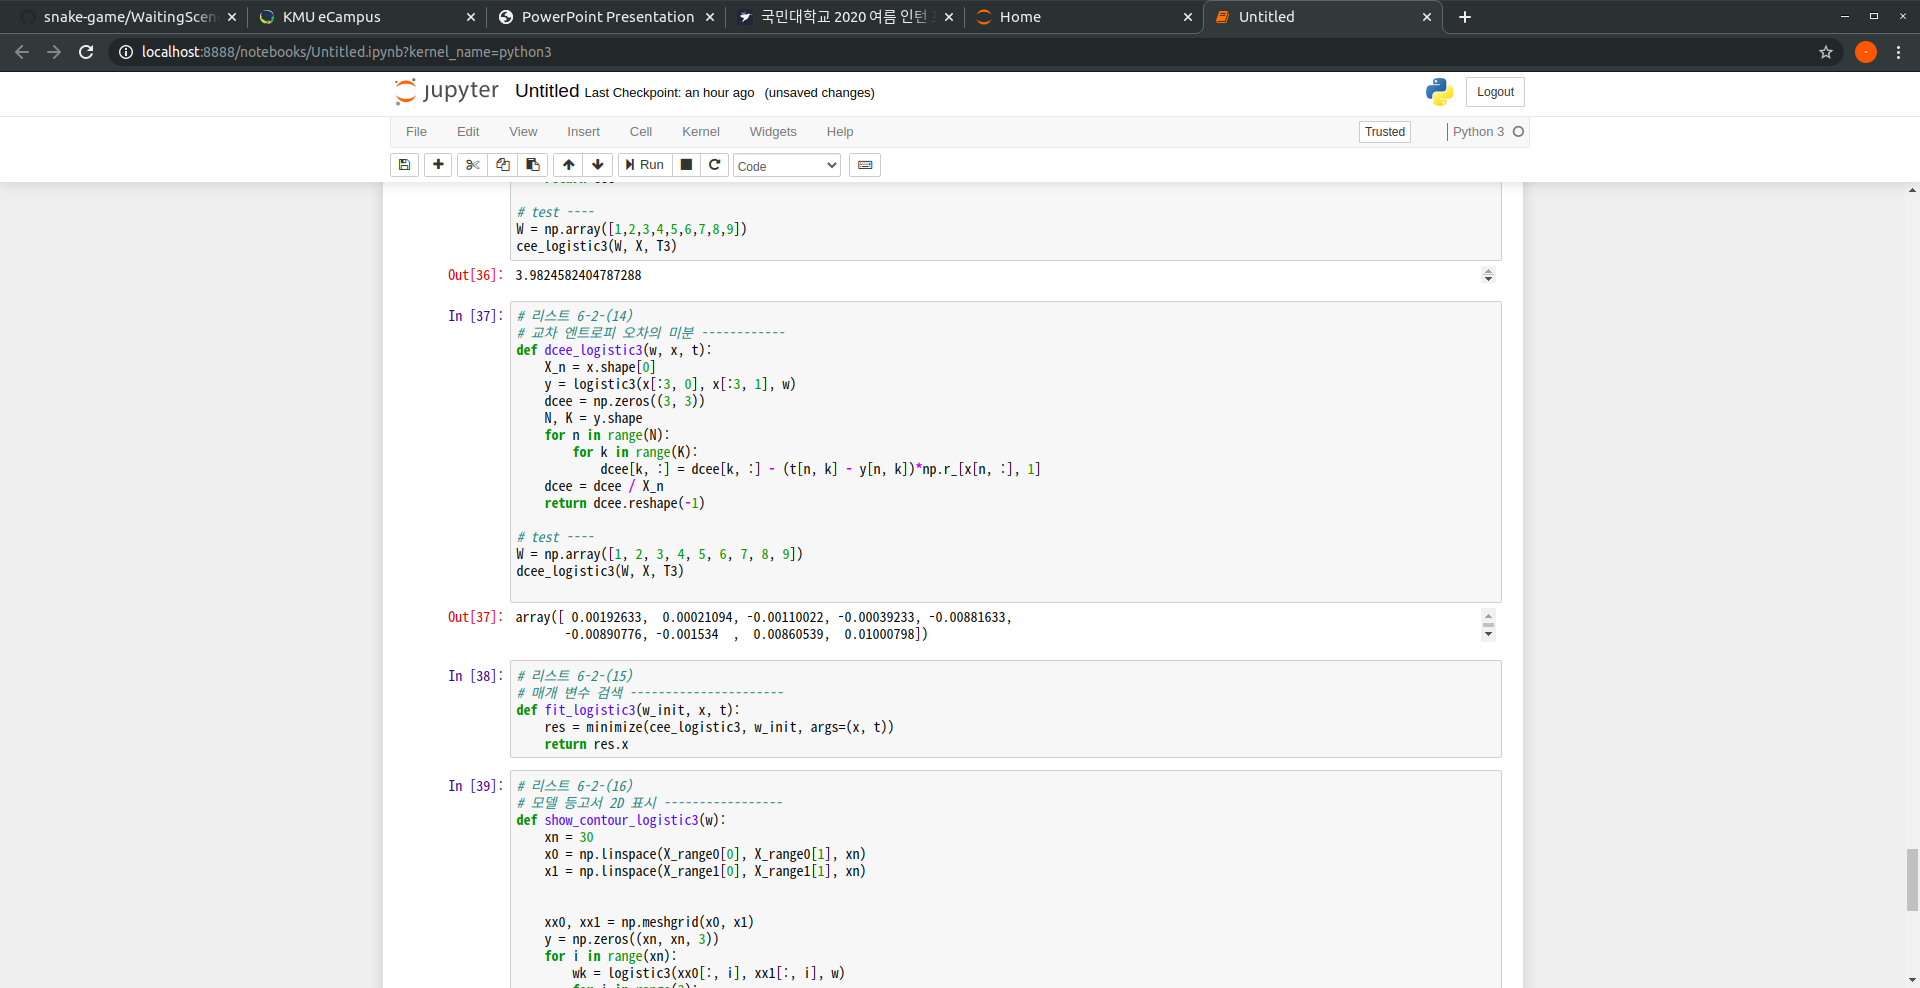 snake-game/WaitingScen
KMU eCampus
PowerPoint Presentation
국민대학교 2020 여름 인턴
Home
Untitled
localhost:8888/notebooks/Untitled.ipynb?kernel_name=python3
jupyter Untitled Last Checkpoint: an hour ago (unsaved changes)
Logout
File Edit View Insert Cell Kernel Widgets Help
Trusted
Python 3
Run
Code
# test ----
W = np.array([1,2,3,4,5,6,7,8,9])
cee_logistic3(W, X, T3)
Out[36]: 3.9824582404787288
In [37]: # 리스트 6-2-(14)
# 교차 엔트로피 오차의 미분 ------------
def dcee_logistic3(w, x, t):
    X_n = x.shape[0]
    y = logistic3(x[:3, 0], x[:3, 1], w)
    dcee = np.zeros((3, 3))
    N, K = y.shape
    for n in range(N):
        for k in range(K):
            dcee[k, :] = dcee[k, :] - (t[n, k] - y[n, k])*np.r_[x[n, :], 1]
    dcee = dcee / X_n
    return dcee.reshape(-1)
# test ----
W = np.array([1, 2, 3, 4, 5, 6, 7, 8, 9])
dcee_logistic3(W, X, T3)
Out[37]: array([ 0.00192633,  0.00021094, -0.00110022, -0.00039233, -0.00881633,
       -0.00890776, -0.001534  ,  0.00860539,  0.01000798])
In [38]: # 리스트 6-2-(15)
# 매개 변수 검색 ----------------------
def fit_logistic3(w_init, x, t):
    res = minimize(cee_logistic3, w_init, args=(x, t))
    return res.x
In [39]: # 리스트 6-2-(16)
# 모델 등고서 2D 표시 -----------------
def show_contour_logistic3(w):
    xn = 30
    x0 = np.linspace(X_range0[0], X_range0[1], xn)
    x1 = np.linspace(X_range1[0], X_range1[1], xn)
    xx0, xx1 = np.meshgrid(x0, x1)
    y = np.zeros((xn, xn, 3))
    for i in range(xn):
        wk = logistic3(xx0[:, i], xx1[:, i], w)